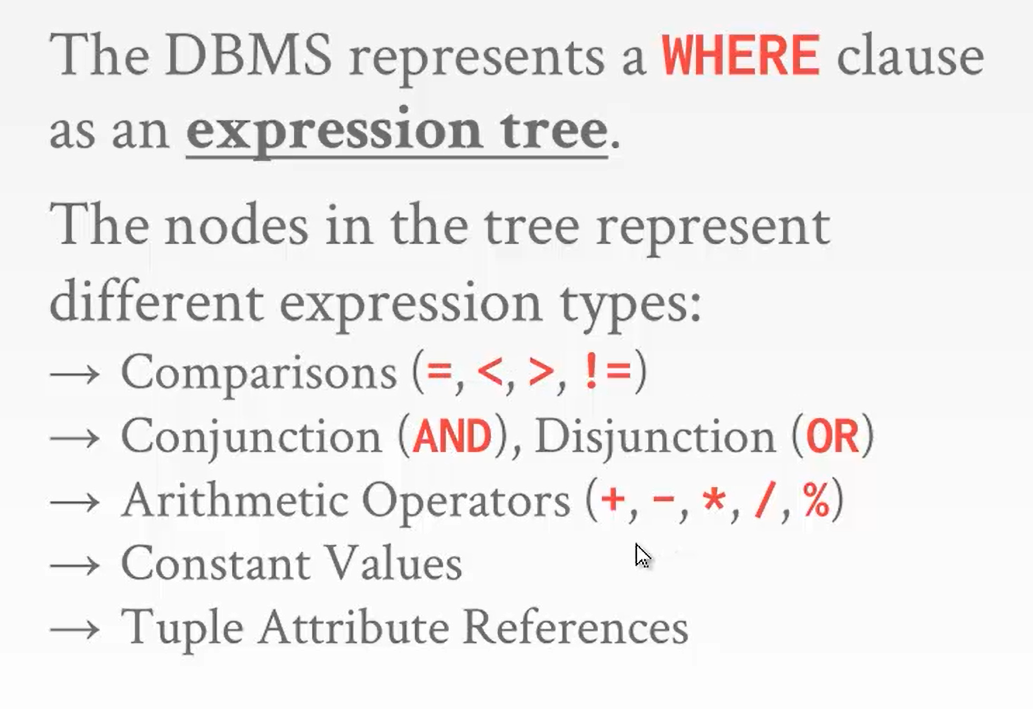 The DBMS represents a WHERE clause
as an expression tree.
The nodes in the tree represent
different expression types:
→ Comparisons (=, <, >, !=)
→ Conjunction (AND), Disjunction (OR)
→ Arithmetic Operators (+, -, *, /, %)
→ Constant Values
→ Tuple Attribute References